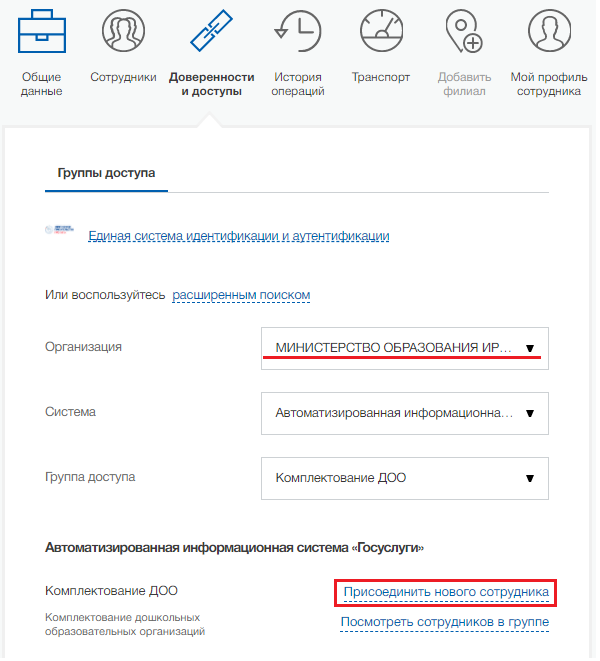 Общие данные
Сотрудники
Доверенности и доступы
История операций
Транспорт
Добавить филиал
Мой профиль сотрудника
Группы доступа
Единая система идентификации и аутентификации
Или воспользуйтесь расширенным поиском
Организация
МИНИСТЕРСТВО ОБРАЗОВАНИЯ ИР...
Система
Автоматизированная информационна...
Группа доступа
Комплектование ДОО
Автоматизированная информационная система «Госуслуги»
Комплектование ДОО
Присоединить нового сотрудника
Комплектование дошкольных
образовательных организаций
Посмотреть сотрудников в группе